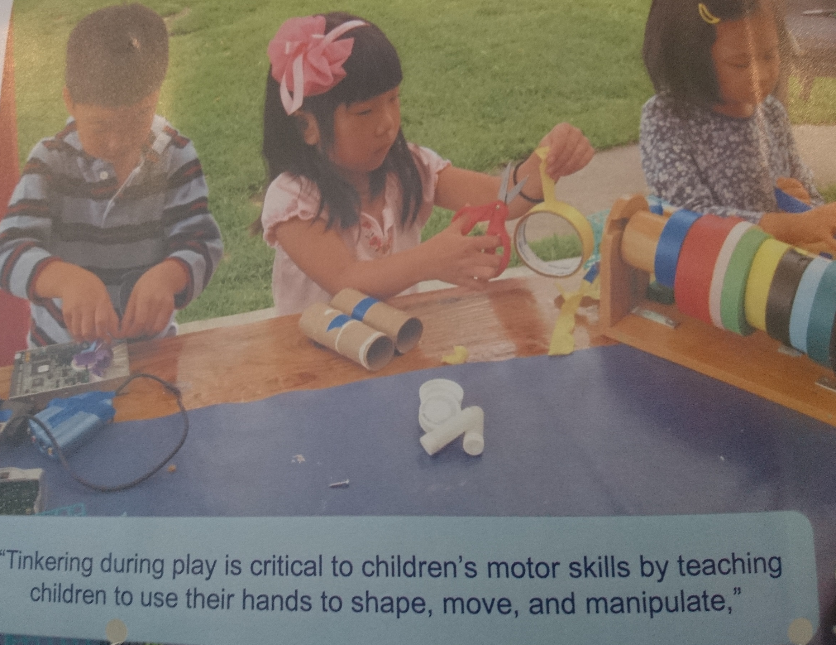 “Tinkering during play is critical to children’s motor skills by teaching
children to use their hands to shape, move, and manipulate,”